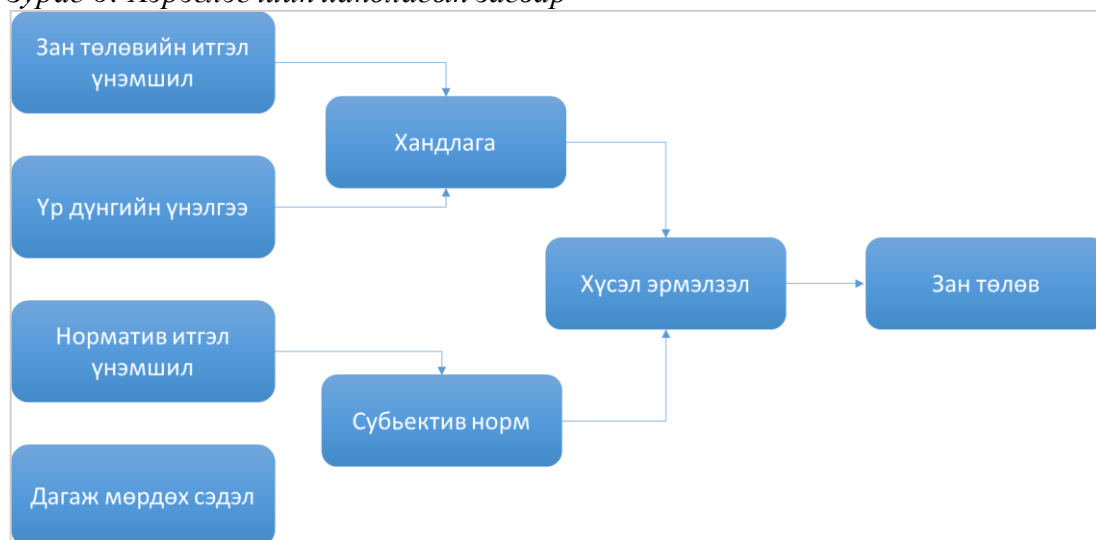 Зан төлөвийн итгэл
үнэмшил
Хандлага
Үр дүнгийн үнэлгээ
Хүсэл эрмэлзэл
Зан төлөв
Норматив итгэл
үнэмшил
Субьектив норм
Дагаж мөрдөх сэдэл